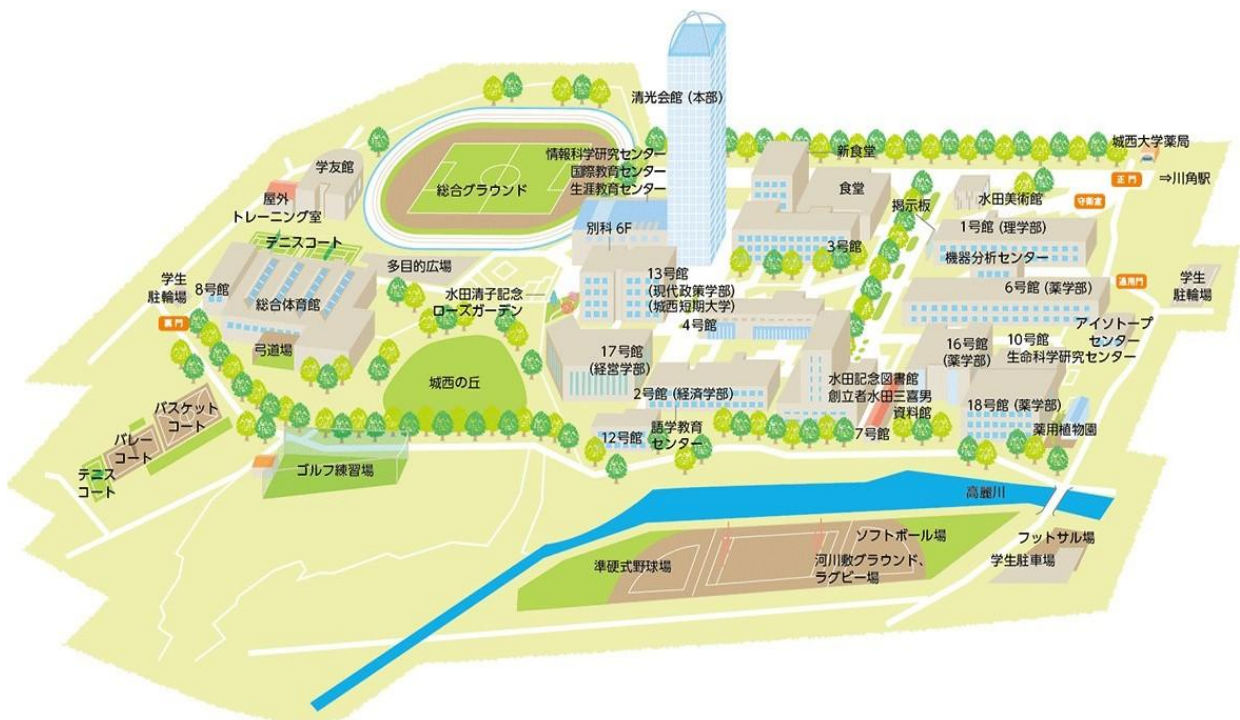 清光会館 (本部)
情報科学研究センター
国際教育センター
生涯教育センター
新食堂
城西大学薬局
学友館
総合グラウンド
食堂
正門
⇒川角駅
屋外
トレーニング室
掲示板
水田美術館
守衛室
テニスコート
別科 6F
3号館
1号館 (理学部)
機器分析センター
多目的広場
学生
駐輪場
8号館
総合体育館
水田清子記念
ローズガーデン
13号館
(現代政策学部)
(城西短期大学)
4号館
6号館 (薬学部)
通用門
学生
駐輪場
裏門
アイソトープ
センター
弓道場
17号館
(経営学部)
16号館
(薬学部)
10号館
生命科学研究センター
城西の丘
2号館 (経済学部)
水田記念図書館
創立者水田三喜男
資料館
バスケット
コート
バレー
コート
テニス
コート
12号館
語学教育
センター
7号館
18号館 (薬学部)
薬用植物園
ゴルフ練習場
高麗川
ソフトボール場
フットサル場
準硬式野球場
河川敷グラウンド、
ラグビー場
学生駐車場